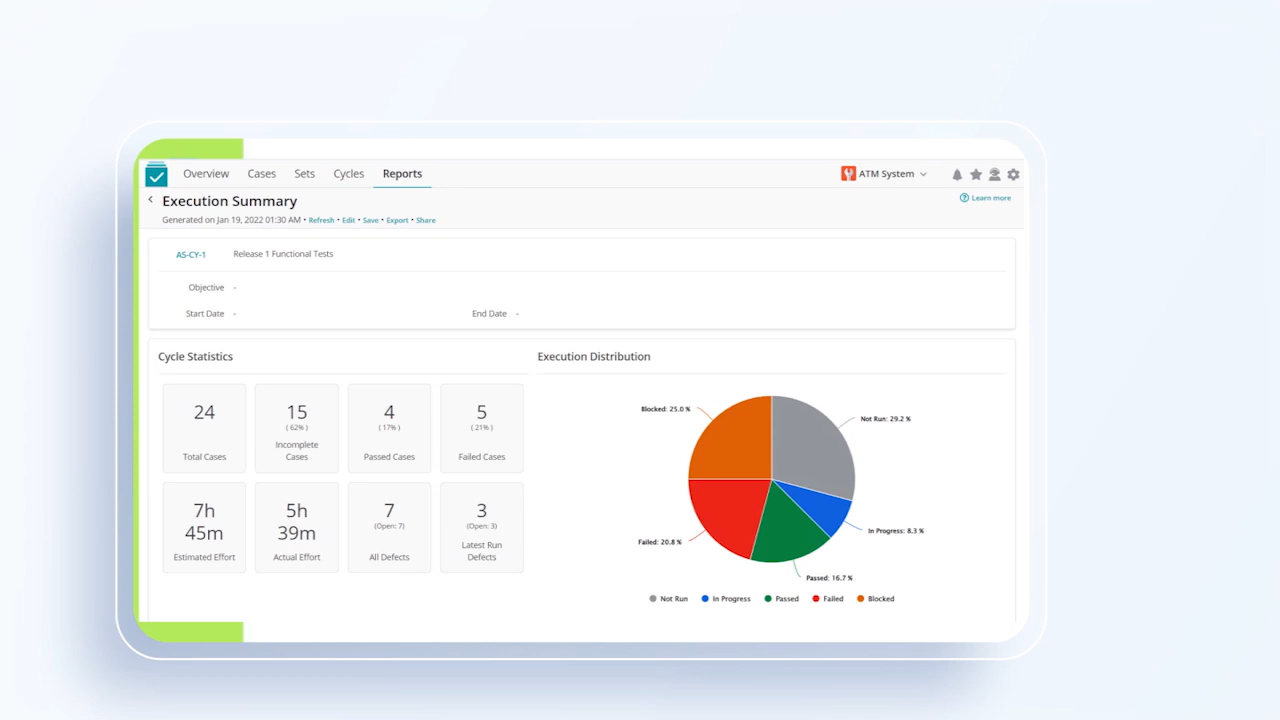 Overview Cases Sets Cycles Reports ATM System
Execution Summary
Learn more
Generated on Jan 19, 2022 01:30 AM • Refresh • Edit • Save • Export • Share
AS-CY-1 Release 1 Functional Tests
Objective -
Start Date - End Date -
Cycle Statistics
24
Total Cases
15
( 62% )
Incomplete
Cases
4
( 17% )
Passed Cases
5
( 21% )
Failed Cases
7h
45m
Estimated Effort
5h
39m
Actual Effort
7
(Open: 7)
All Defects
3
(Open: 3)
Latest Run
Defects
Execution Distribution
Blocked: 25.0 %
Not Run: 29.2 %
In Progress: 8.3 %
Failed: 20.8 %
Passed: 16.7 %
Not Run In Progress Passed Failed Blocked